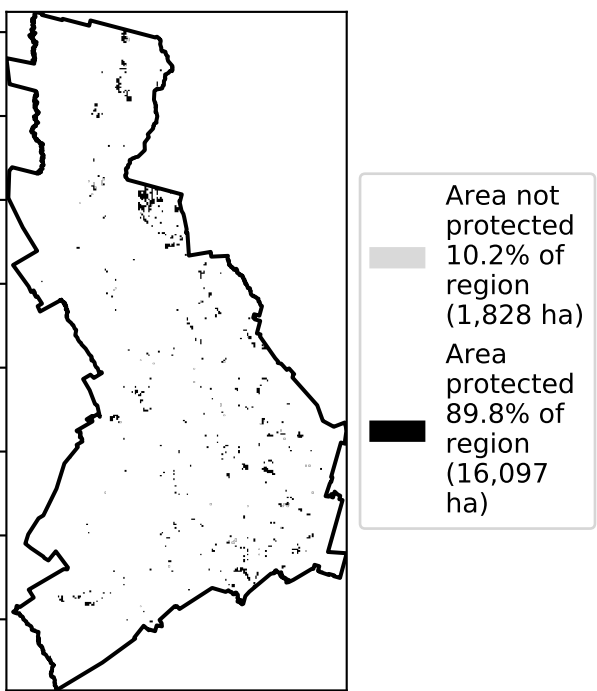 Area not
protected
10.2% of
region
(1,828 ha)
Area
protected
89.8% of
region
(16,097
ha)